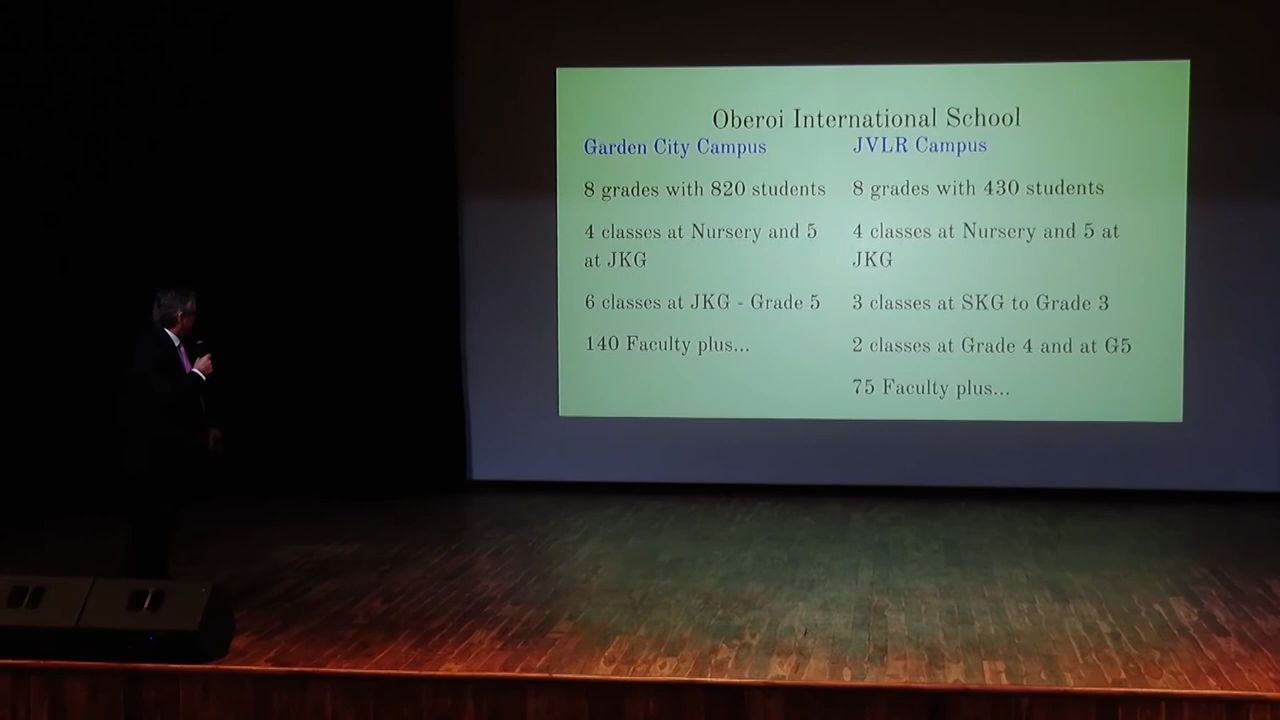 Oberoi International School
Garden City Campus
8 grades with 820 students
4 classes at Nursery and 5
at JKG
6 classes at JKG - Grade 5
140 Faculty plus...
JVLR Campus
8 grades with 430 students
4 classes at Nursery and 5 at
JKG
3 classes at SKG to Grade 3
2 classes at Grade 4 and at G5
75 Faculty plus...